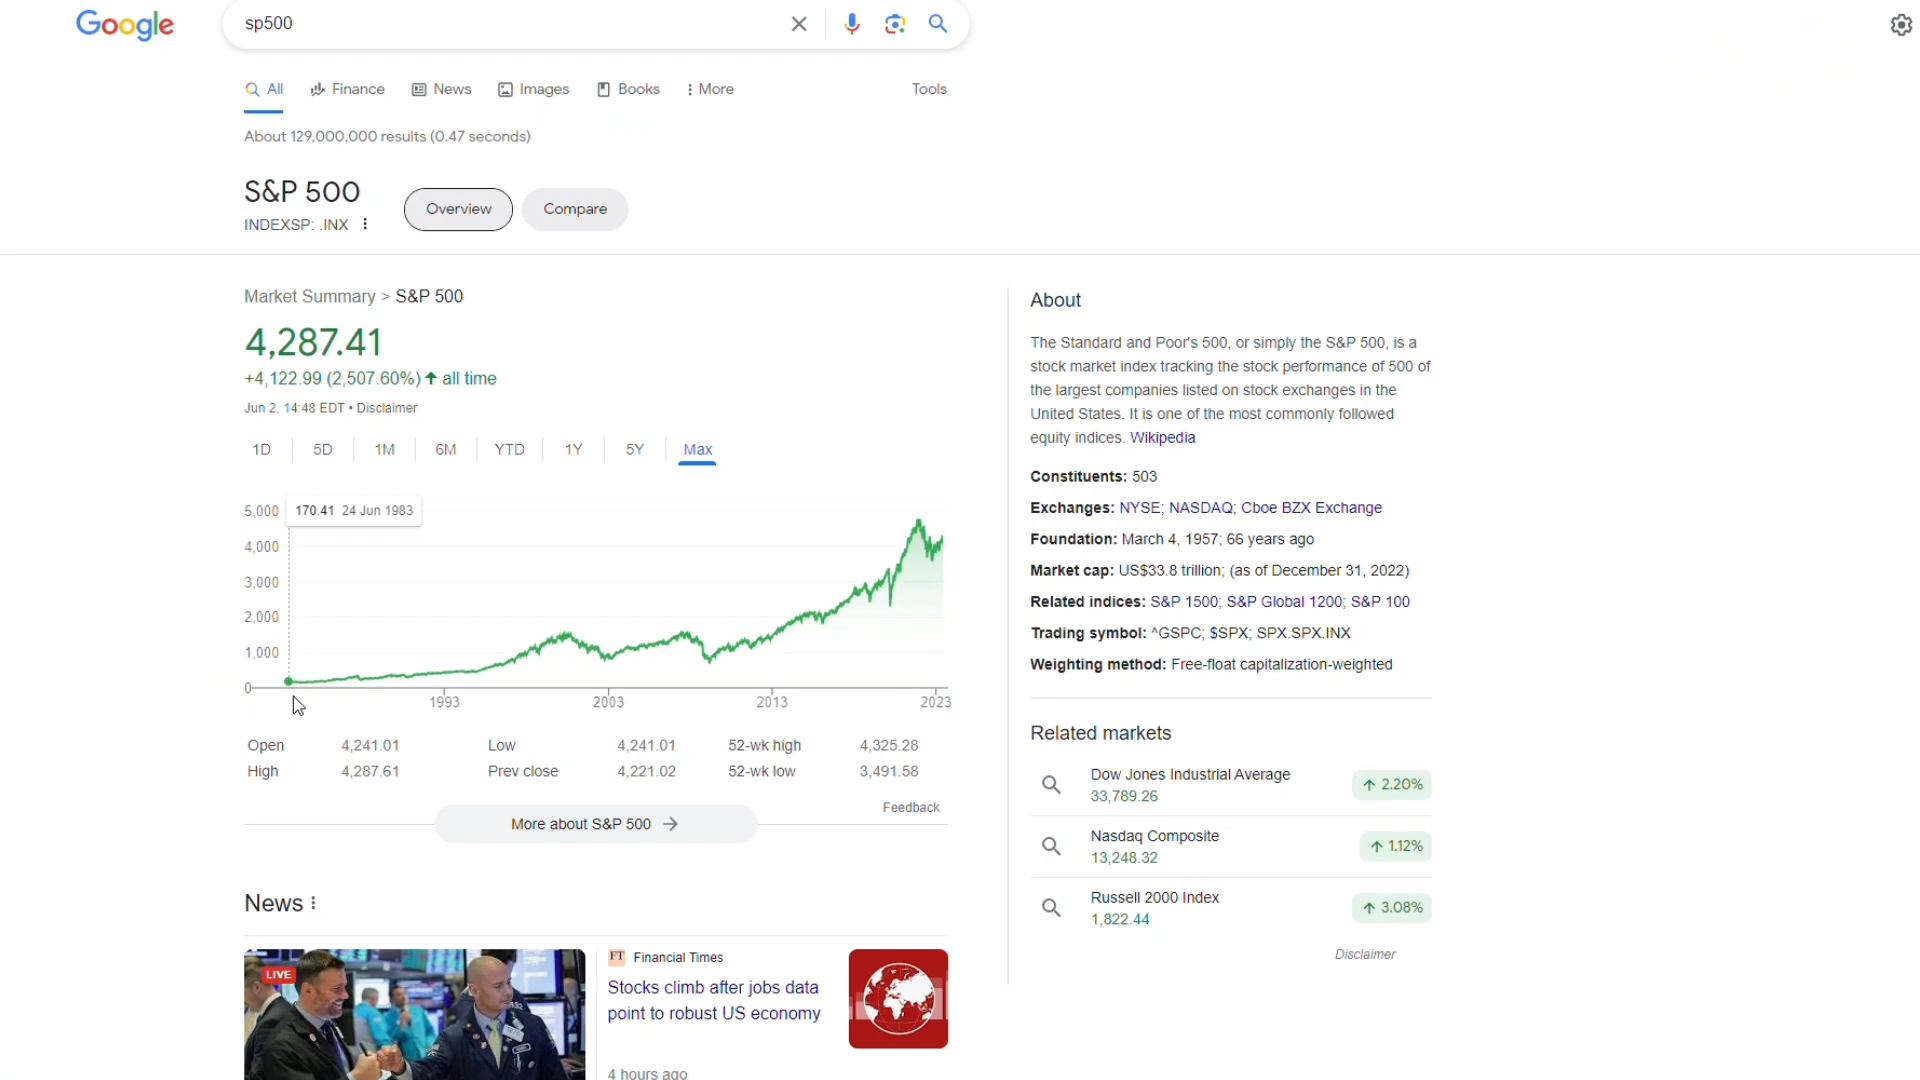 Google
sp500
All
Finance
News
Images
Books
More
Tools
About 129,000,000 results (0.47 seconds)
S&P 500
INDEXSP: .INX
Overview
Compare
Market Summary > S&P 500
4,287.41
+4,122.99 (2,507.60%) all time
Jun 2, 14:48 EDT • Disclaimer
1D
5D
1M
6M
YTD
1Y
5Y
Max
170.41 24 Jun 1983
5,000
4,000
3,000
2,000
1,000
0
1993
2003
2013
2023
Open 4,241.01 Low 4,241.01 52-wk high 4,325.28
High 4,287.61 Prev close 4,221.02 52-wk low 3,491.58
Feedback
More about S&P 500
News
LIVE
FT Financial Times
Stocks climb after jobs data
point to robust US economy
4 hours ago
About
The Standard and Poor's 500, or simply the S&P 500, is a
stock market index tracking the stock performance of 500 of
the largest companies listed on stock exchanges in the
United States. It is one of the most commonly followed
equity indices. Wikipedia
Constituents: 503
Exchanges: NYSE; NASDAQ; Cboe BZX Exchange
Foundation: March 4, 1957; 66 years ago
Market cap: US$33.8 trillion; (as of December 31, 2022)
Related indices: S&P 1500; S&P Global 1200; S&P 100
Trading symbol: ^GSPC; $SPX; SPX.SPX.INX
Weighting method: Free-float capitalization-weighted
Related markets
Dow Jones Industrial Average
33,789.26
2.20%
Nasdaq Composite
13,248.32
1.12%
Russell 2000 Index
1,822.44
3.08%
Disclaimer